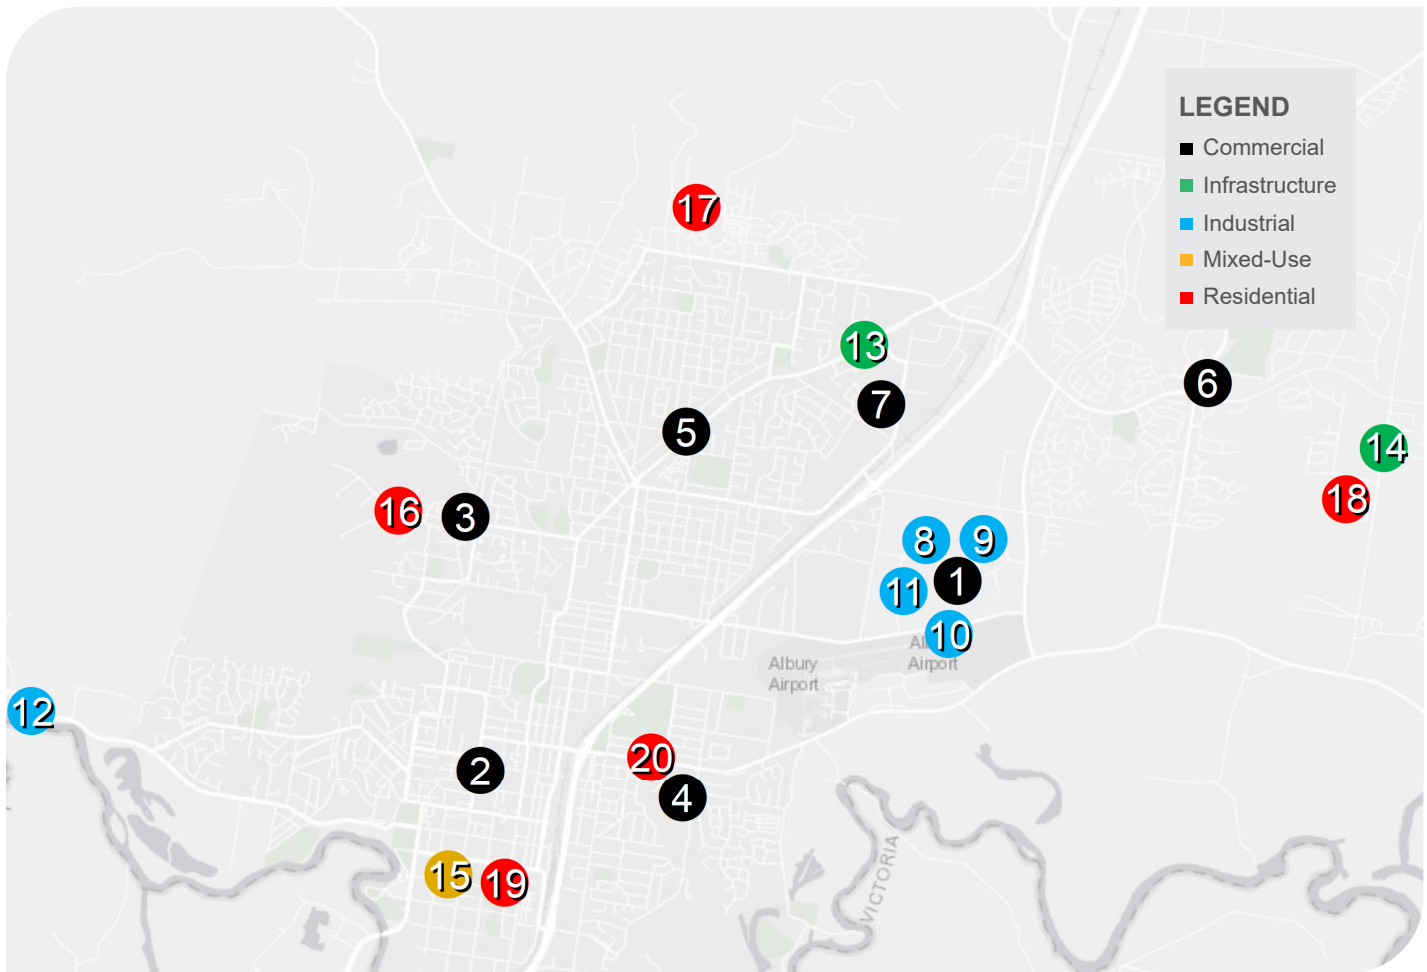 LEGEND
Commercial
Infrastructure
Industrial
Mixed-Use
Residential
17
13
6
7
5
14
18
16
3
8
9
1
11
10
Albury
Airport
Airport
12
20
2
4
15
19
VICTORIA